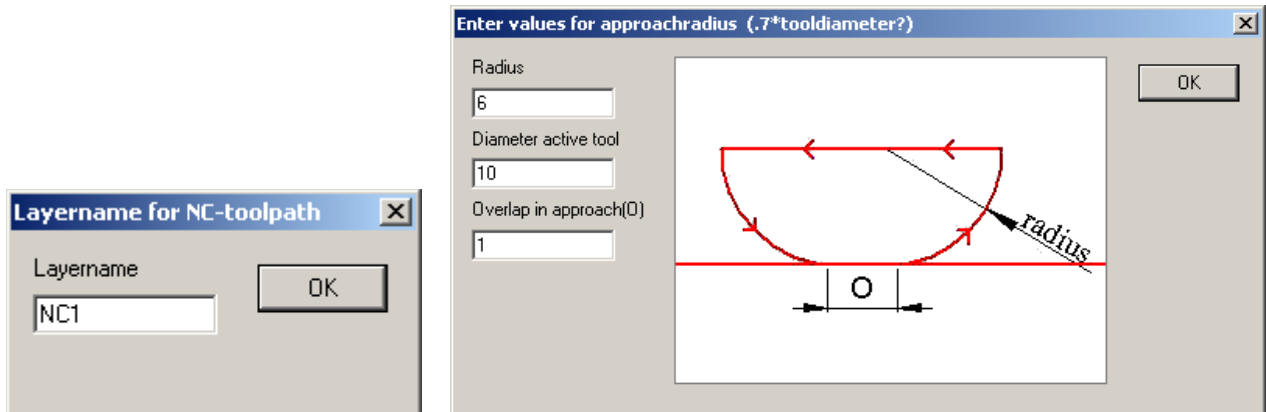 Layername for NC-toolpath
Layername
OK
NC1
Enter values for approachradius (.7*tooldiameter?)
Radius
OK
6
Diameter active tool
10
Overlap in approach(O)
1
radius
O